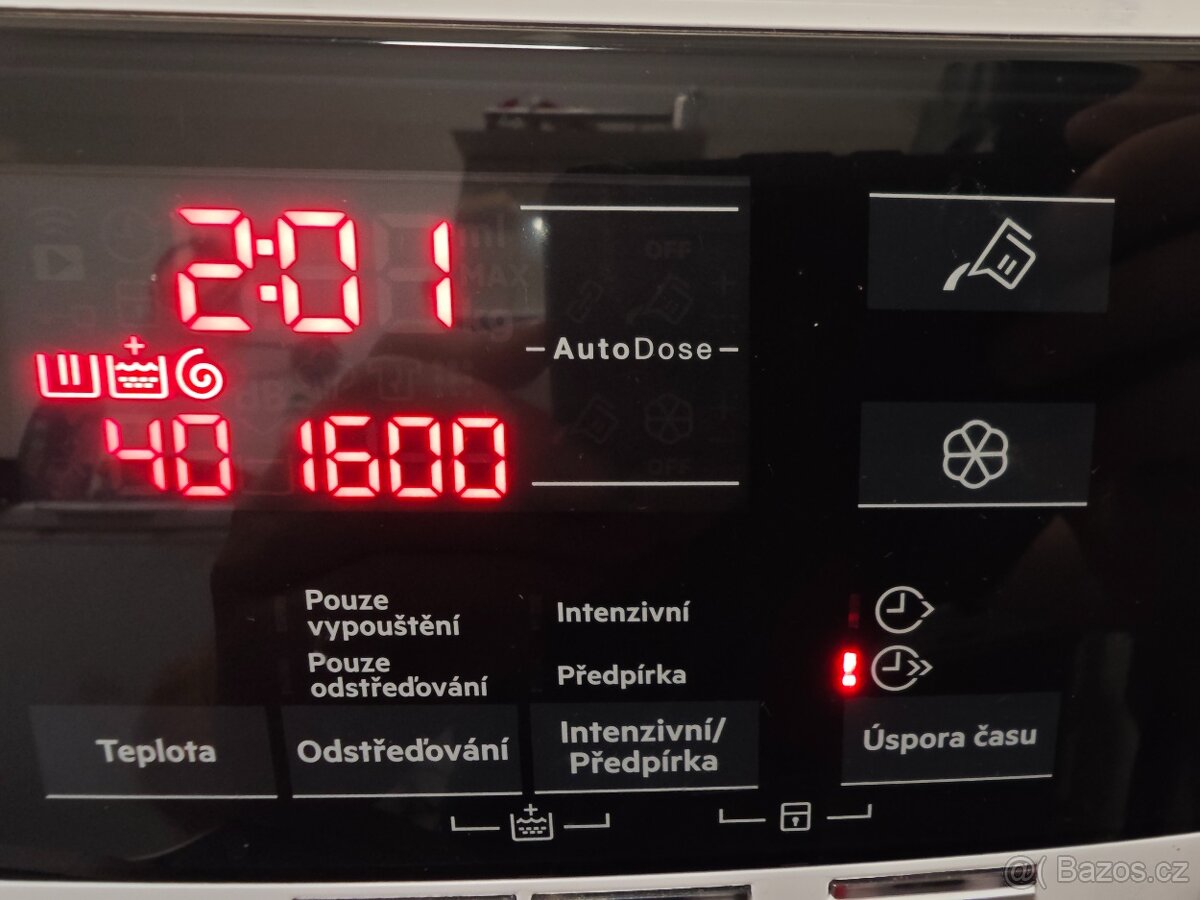 2:01
AutoDose
40 1600
Pouze
vypouštění
Pouze
odstřeďování
Intenzivní
Předpírka
Teplota
Odstřeďování
Intenzivní/
Předpírka
Úspora času
Bazos.cz